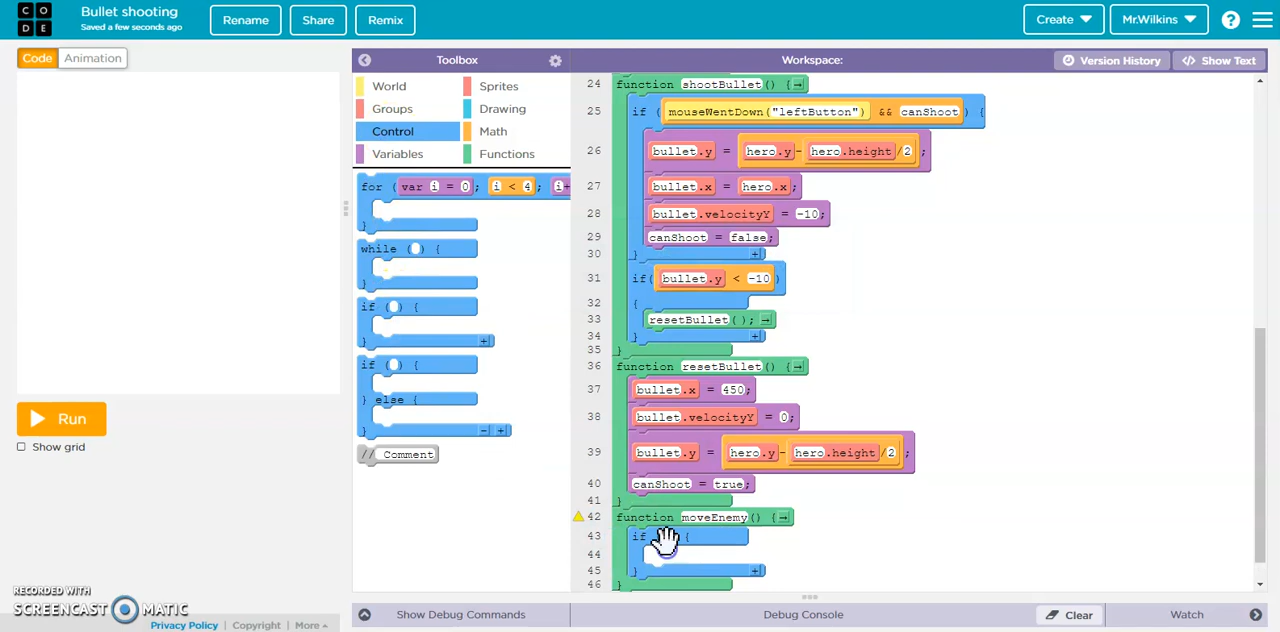 C O
D E
Bullet shooting
Saved a few seconds ago
Rename
Share
Remix
Create
Mr.Wilkins
?
Code
Animation
Toolbox
Workspace:
Version History
</> Show Text
World
Sprites
Groups
Drawing
Control
Math
Variables
Functions
for ( var i = 0; i < 4; i+
}
while ( ) {
}
if ( ) {
}
if ( ) {
} else {
}
// Comment
24 function shootBullet() {
25 if ( mouseWentDown("leftButton") && canShoot ) {
26 bullet.y = hero.y - hero.height / 2 ;
27 bullet.x = hero.x;
28 bullet.velocityY = -10;
29 canShoot = false;
30 }
31 if( bullet.y < -10 )
32 {
33 resetBullet();
34 }
35 }
36 function resetBullet() {
37 bullet.x = 450;
38 bullet.velocityY = 0;
39 bullet.y = hero.y - hero.height / 2 ;
40 canShoot = true;
41 }
42 function moveEnemy() {
43 if {
44
45 }
46 }
Run
Show grid
RECORDED WITH
SCREENCAST MATIC
Privacy Policy | Copyright | More
Show Debug Commands
Debug Console
Clear
Watch